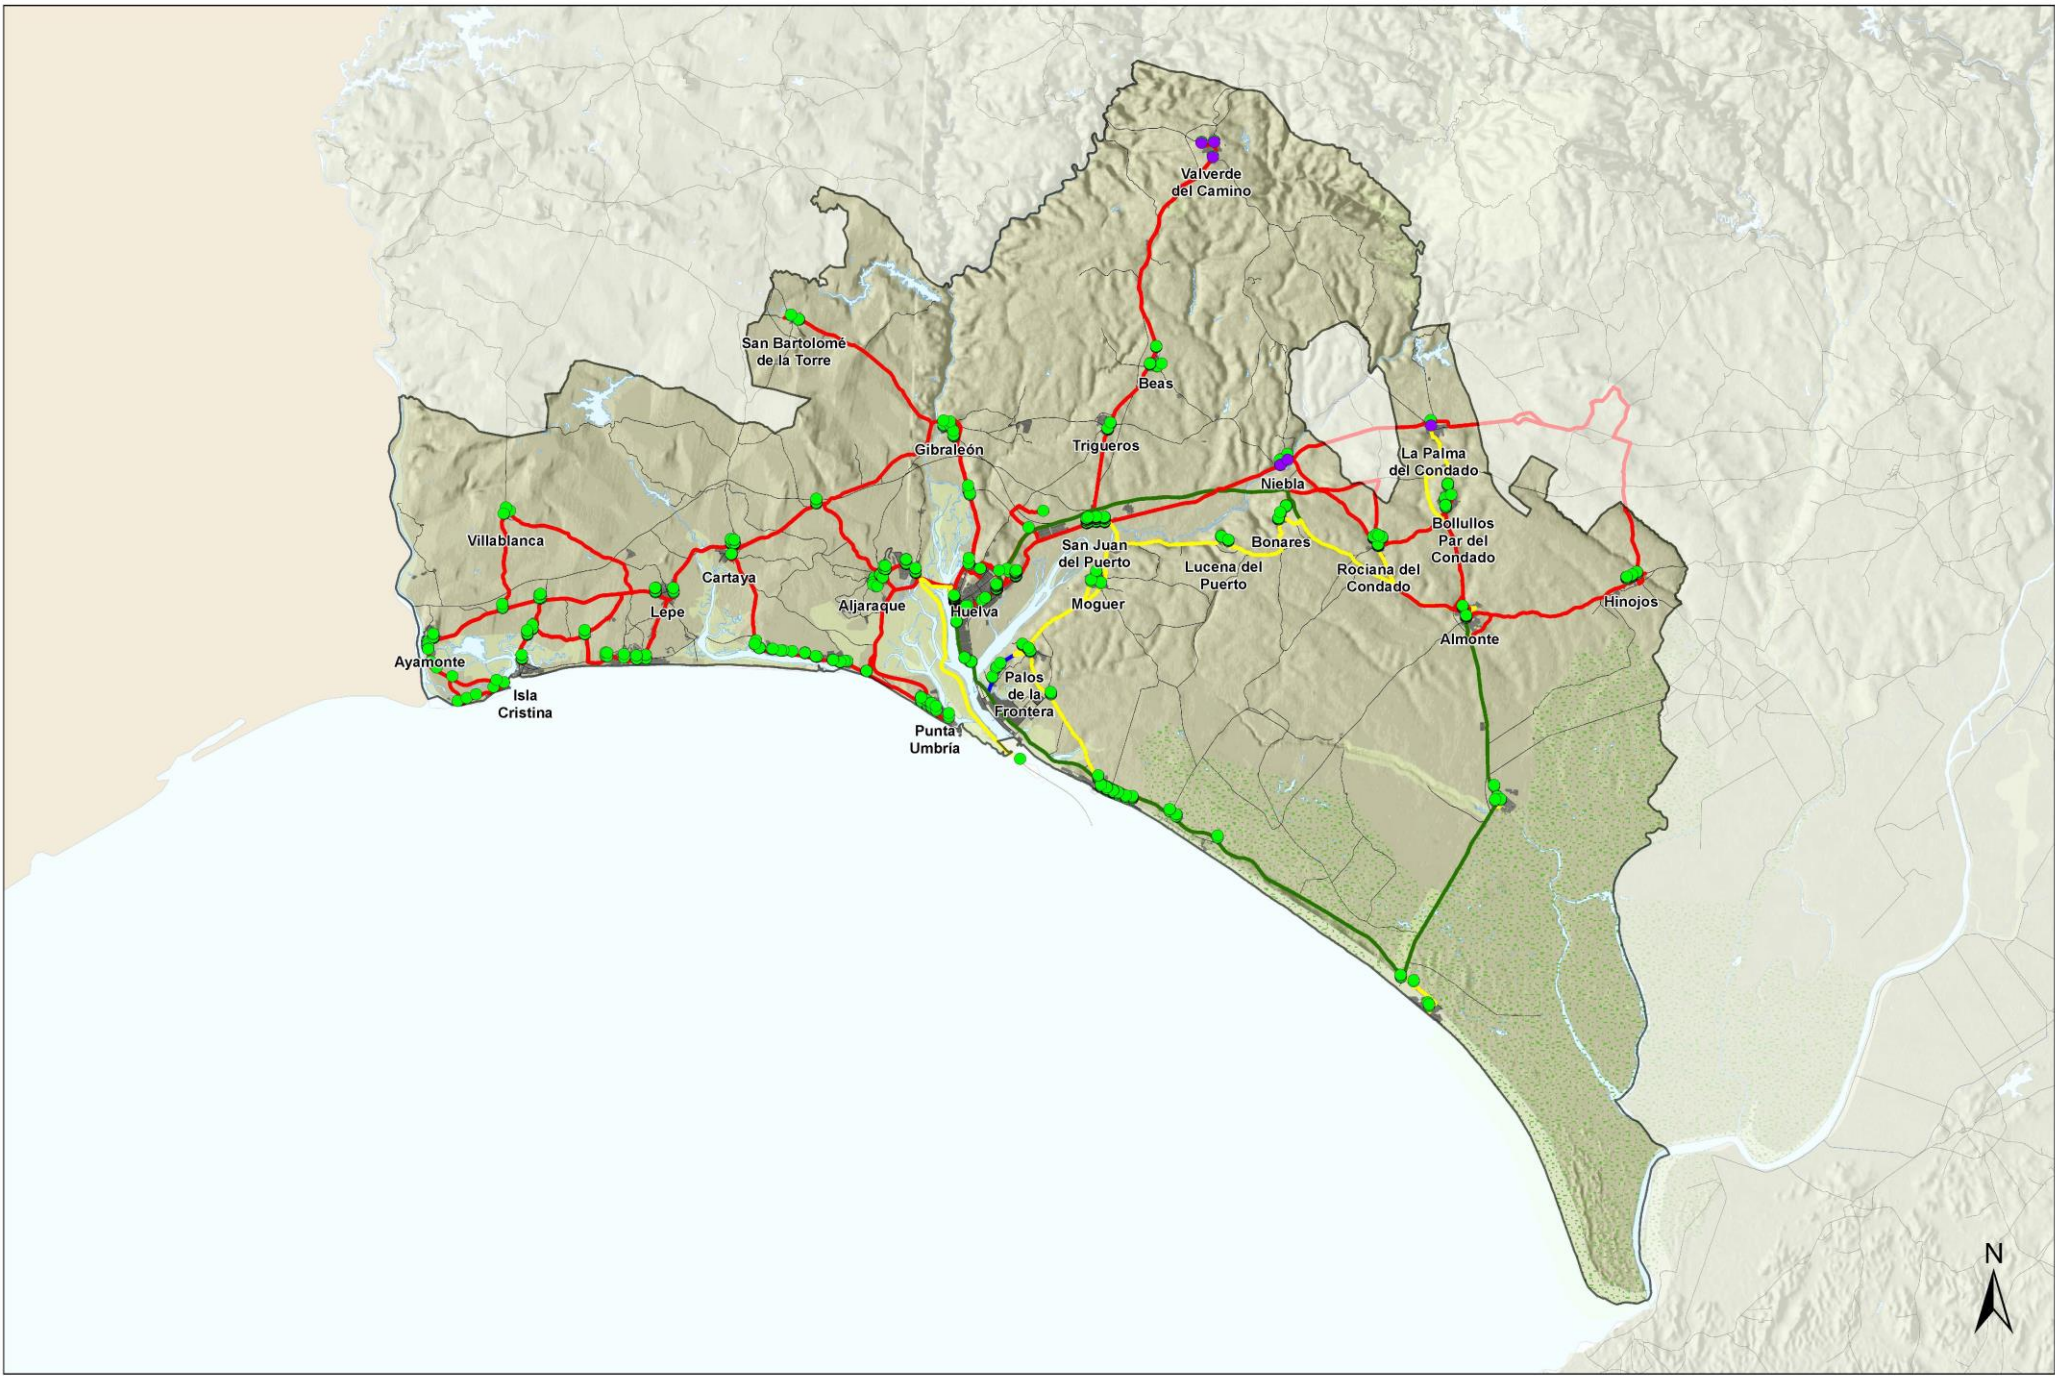 Valverde
del Camino
San Bartolomé
de la Torre
Beas
Gibraleón
Trigueros
La Palma
del Condado
Niebla
Villablanca
Bollullos
Par del
Condado
San Juan
del Puerto
Bonares
Lucena del
Puerto
Rociana del
Condado
Cartaya
Aljaraque
Huelva
Moguer
Lepe
Hinojos
Almonte
Ayamonte
Isla
Cristina
Palos
de la
Frontera
Punta
Umbría
N